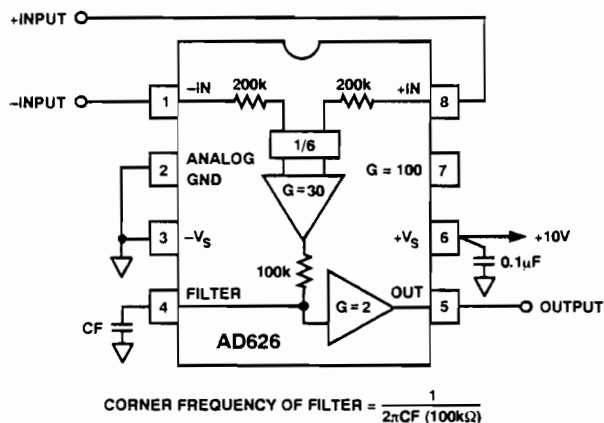 +INPUT
200k
200k
–INPUT
1
–IN
+IN
8
1/6
2
ANALOG
GND
G = 30
G = 100
7
3
–VS
+VS
6
+10V
0.1µF
100k
4
FILTER
G = 2
OUT
5
OUTPUT
CF
AD626
CORNER FREQUENCY OF FILTER = 1 / 2πCF (100kΩ)